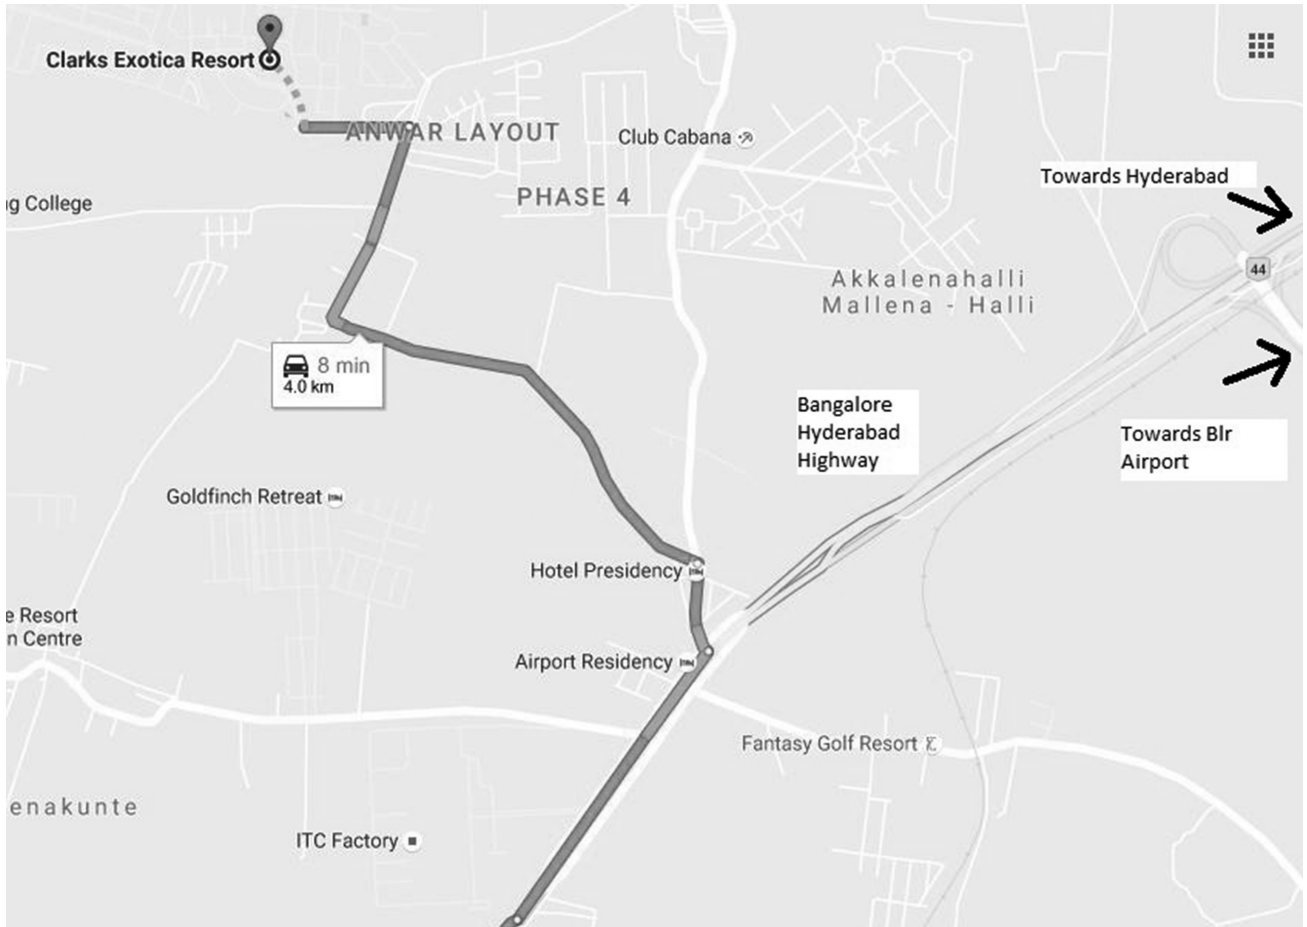 Clarks Exotica Resort
ANWAR LAYOUT
Club Cabana
Towards Hyderabad
PHASE 4
ng College
44
Akkalenahalli
Mallena - Halli
8 min
4.0 km
Bangalore
Hyderabad
Highway
Towards Blr
Airport
Goldfinch Retreat
Hotel Presidency
e Resort
n Centre
Airport Residency
Fantasy Golf Resort
enakunte
ITC Factory